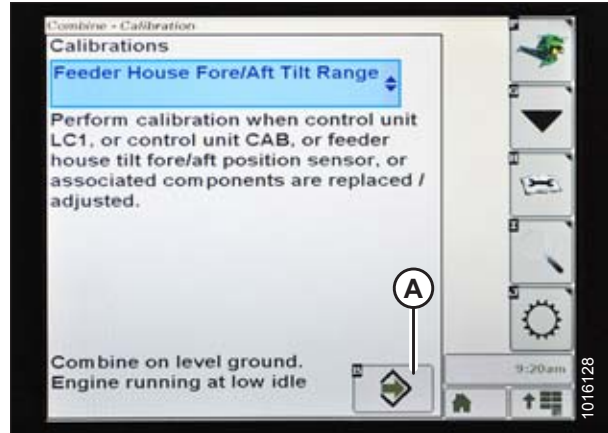 Combine - Calibration
Calibrations
Feeder House Fore/Aft Tilt Range
Perform calibration when control unit
LC1, or control unit CAB, or feeder
house tilt fore/aft position sensor, or
associated components are replaced /
adjusted.
A
Combine on level ground.
Engine running at low idle
9:20am
1016128